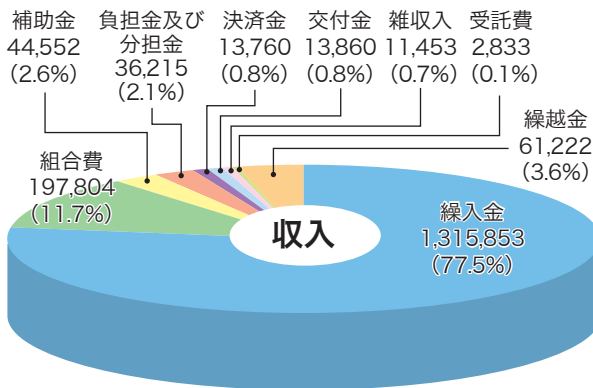 補助金
44,552
（2.6%）
負担金及び
分担金
36,215
（2.1%）
決済金
13,760
（0.8%）
交付金
13,860
（0.8%）
雑収入
11,453
（0.7%）
受託費
2,833
（0.1%）
繰越金
61,222
（3.6%）
組合費
197,804
（11.7%）
繰入金
1,315,853
（77.5%）
収入